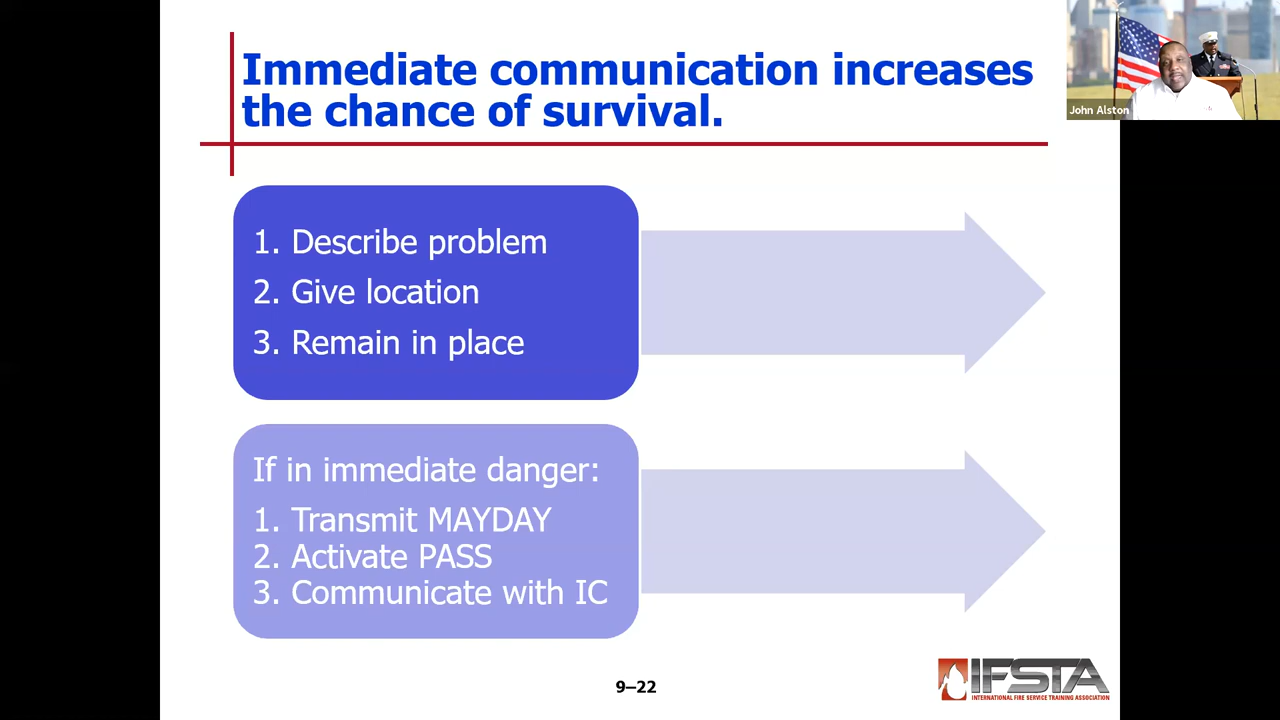 Immediate communication increases
the chance of survival.
John Alston
1. Describe problem
2. Give location
3. Remain in place
If in immediate danger:
1. Transmit MAYDAY
2. Activate PASS
3. Communicate with IC
9–22
IFSTA
INTERNATIONAL FIRE SERVICE TRAINING ASSOCIATION